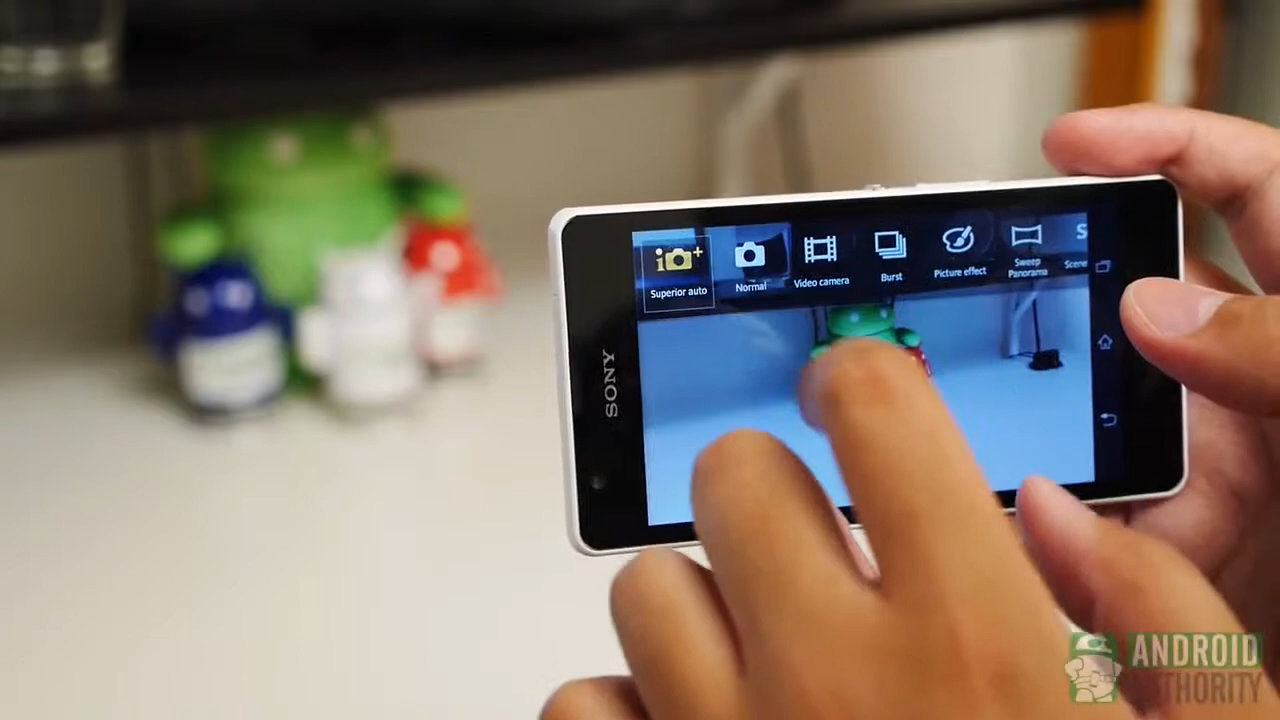 Superior auto
Normal
Video camera
Burst
Picture effect
Sweep
Panorama
Scene
SONY
ANDROID
AUTHORITY